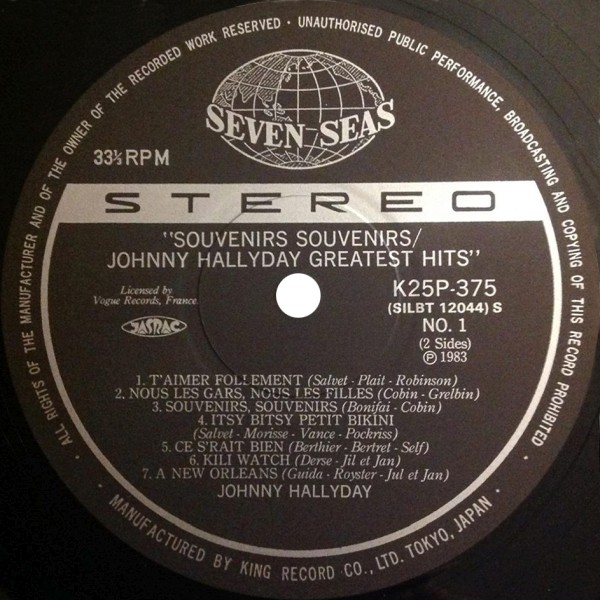 ALL RIGHTS OF THE MANUFACTURER AND OF THE OWNER OF THE RECORDED WORK RESERVED · UNAUTHORISED PUBLIC PERFORMANCE, BROADCASTING AND COPYING OF THIS RECORD PROHIBITED ·
SEVEN SEAS
33⅓ RPM
STEREO
"SOUVENIRS SOUVENIRS/
JOHNNY HALLYDAY GREATEST HITS"
Licensed by
Vogue Records, France
JASRAC
K25P-375
(SILBT 12044) S
NO. 1
(2 Sides)
Ⓟ 1983
1. T'AIMER FOLLEMENT (Salvet - Plait - Robinson)
2. NOUS LES GARS, NOUS LES FILLES (Cobin - Grelbin)
3. SOUVENIRS, SOUVENIRS (Bonifai - Cobin)
4. ITSY BITSY PETIT BIKINI
(Salvet - Morisse - Vance - Pockriss)
5. CE S'RAIT BIEN (Berthier - Bertret - Self)
6. KILI WATCH (Derse - Jil et Jan)
7. A NEW ORLEANS (Guida - Royster - Jul et Jan)
JOHNNY HALLYDAY
· MANUFACTURED BY KING RECORD CO., LTD. TOKYO, JAPAN ·